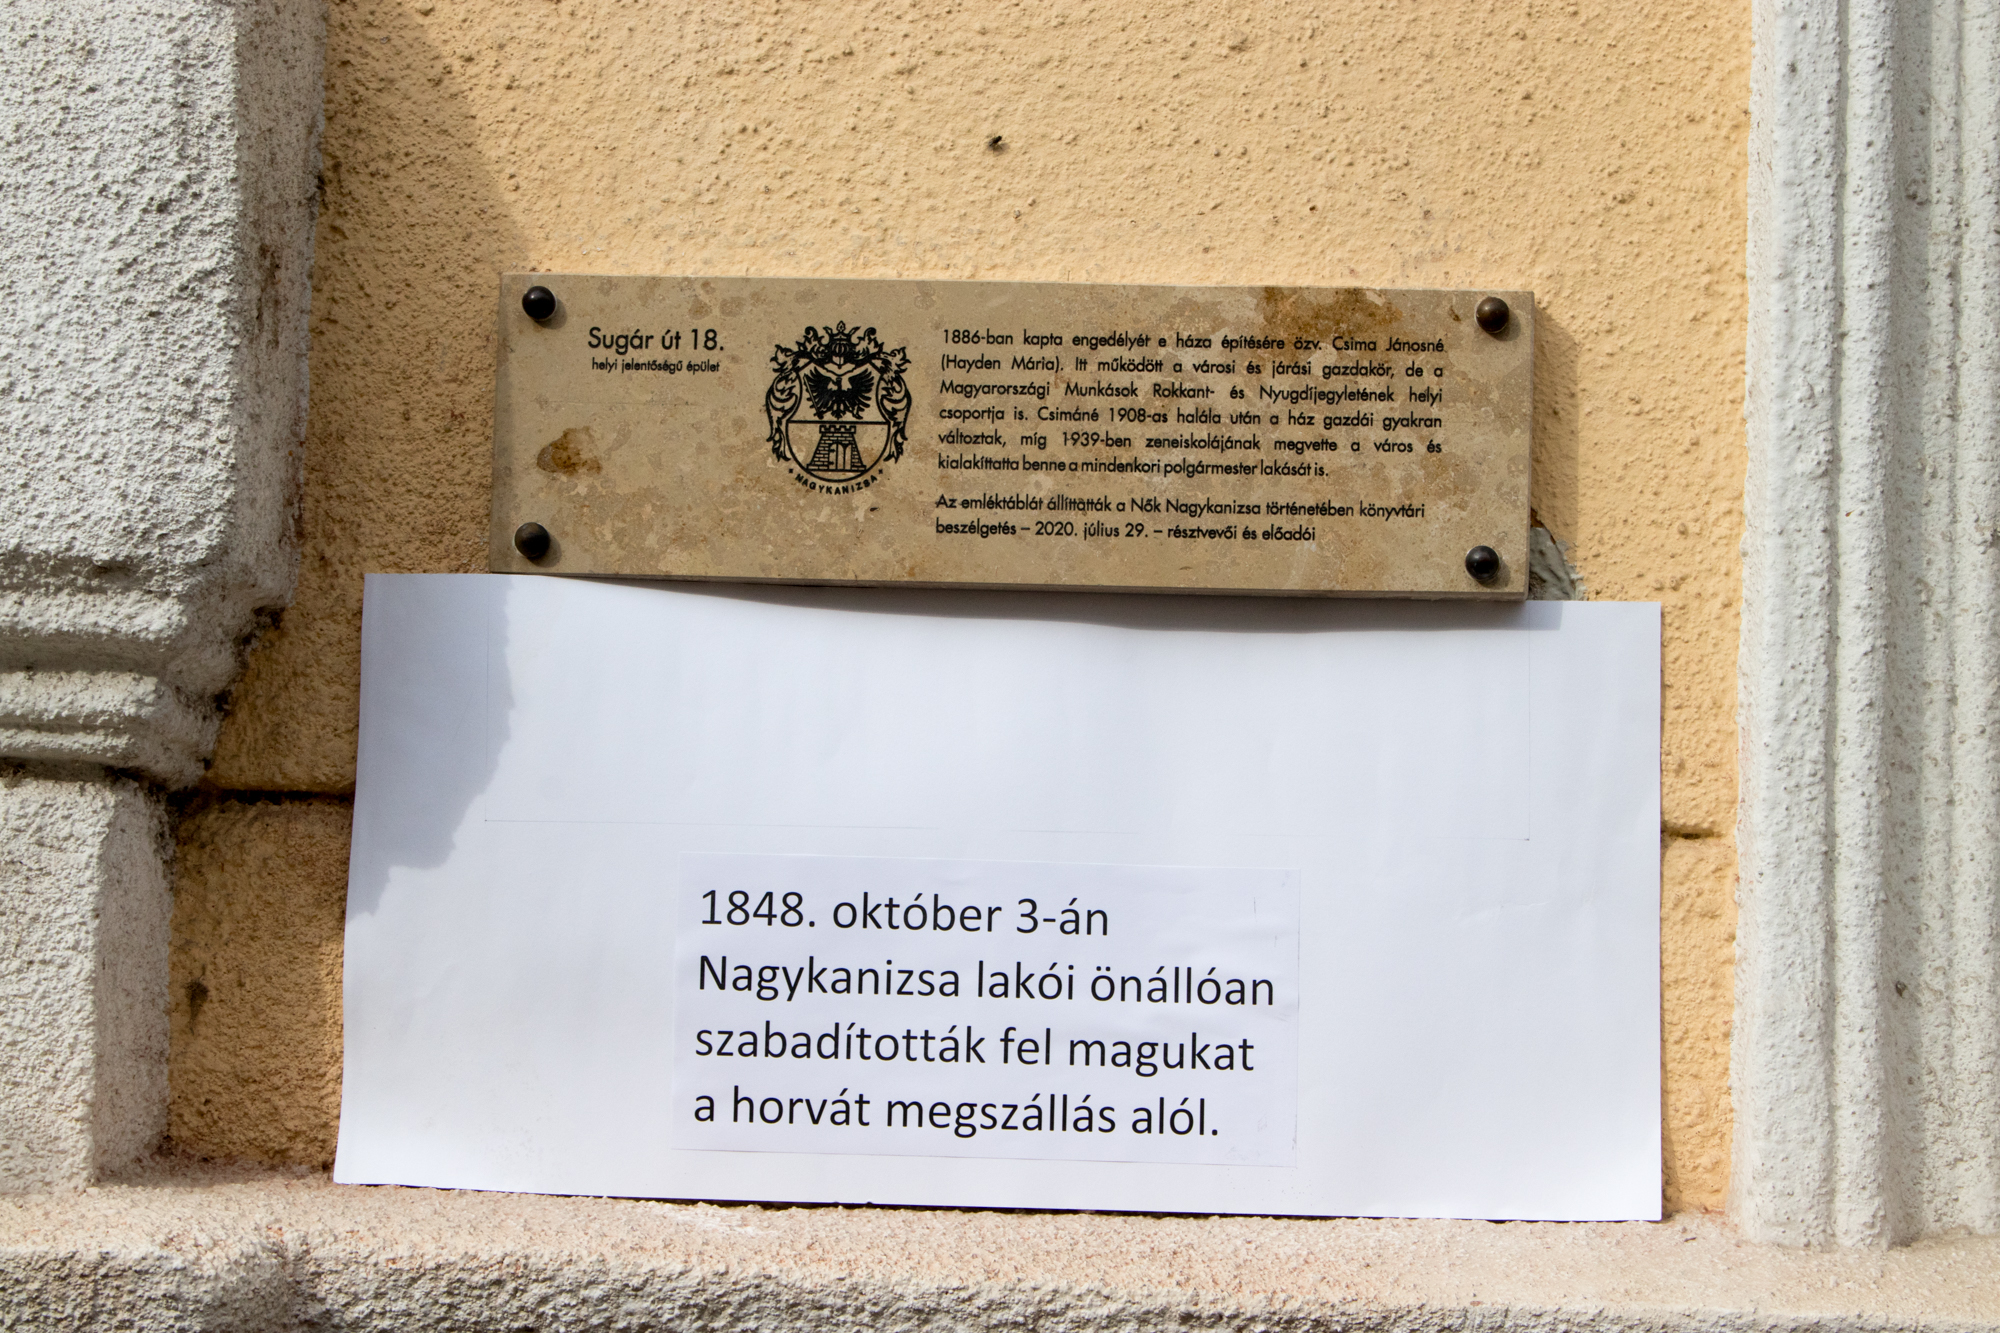 Sugár út 18.
helyi jelentőségű épület
NAGYKANIZSA
1886-ban kapta engedélyét e háza építésére özv. Csima Jánosné
(Hayden Mária). Itt működött a városi és járási gazdakör, de a
Magyarországi Munkások Rokkant- és Nyugdíjegyletének helyi
csoportja is. Csimáné 1908-as halála után a ház gazdái gyakran
változtak, míg 1939-ben zeneiskolájának megvette a város és
kialakíttatta benne a mindenkori polgármester lakását is.
Az emléktáblát állíttatták a Nők Nagykanizsa történetében könyvtári
beszélgetés – 2020. július 29. – résztvevői és előadói
1848. október 3-án
Nagykanizsa lakói önállóan
szabadították fel magukat
a horvát megszállás alól.